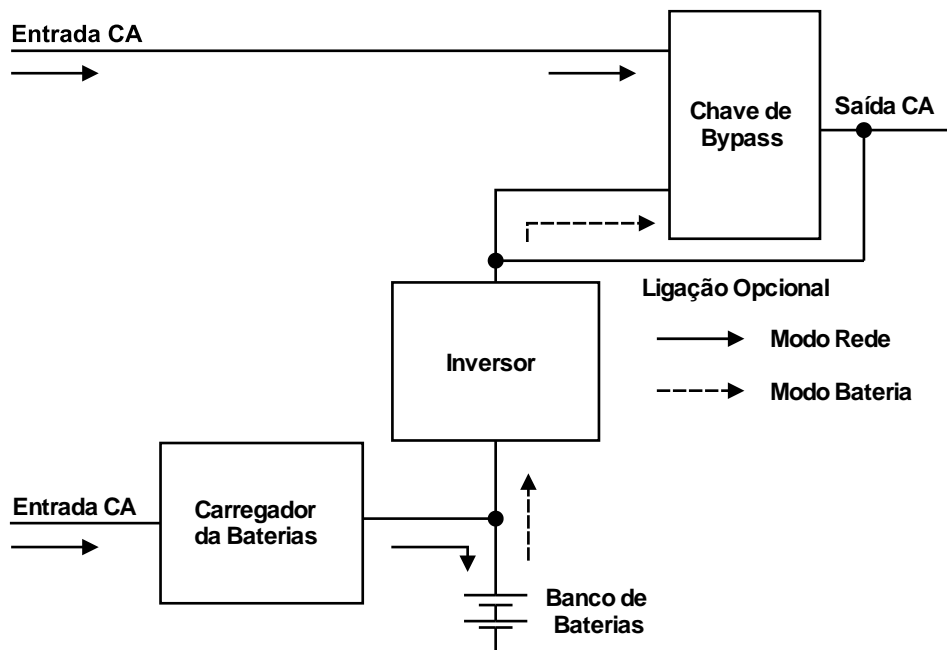 Entrada CA
Chave de
Bypass
Saída CA
Ligação Opcional
Modo Rede
Modo Bateria
Inversor
Entrada CA
Carregador
da Baterias
Banco de
Baterias